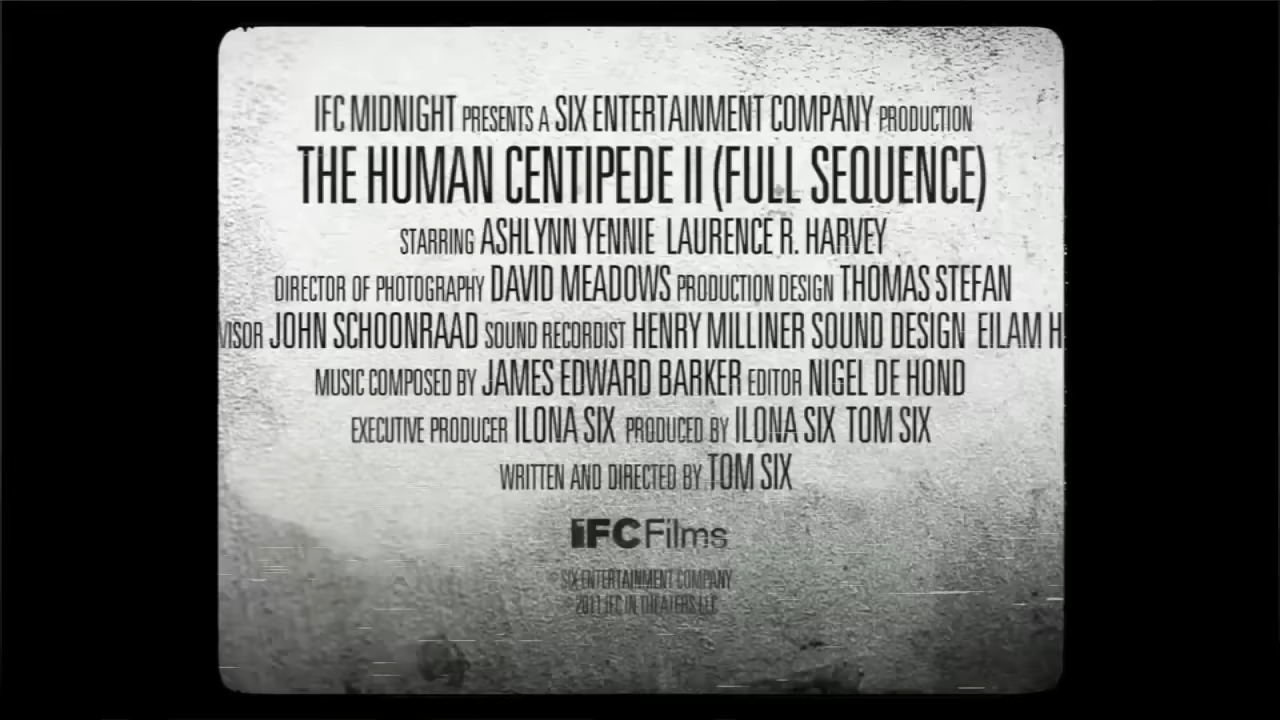 IFC MIDNIGHT PRESENTS A SIX ENTERTAINMENT COMPANY PRODUCTION
THE HUMAN CENTIPEDE II (FULL SEQUENCE)
STARRING ASHLYNN YENNIE LAURENCE R. HARVEY
DIRECTOR OF PHOTOGRAPHY DAVID MEADOWS PRODUCTION DESIGN THOMAS STEFAN
VISOR JOHN SCHOONRAAD SOUND RECORDIST HENRY MILLINER SOUND DESIGN EILAM H
MUSIC COMPOSED BY JAMES EDWARD BARKER EDITOR NIGEL DE HOND
EXECUTIVE PRODUCER ILONA SIX PRODUCED BY ILONA SIX TOM SIX
WRITTEN AND DIRECTED BY TOM SIX
IFC Films
© SIX ENTERTAINMENT COMPANY
© 2011 IFC IN THEATERS LLC